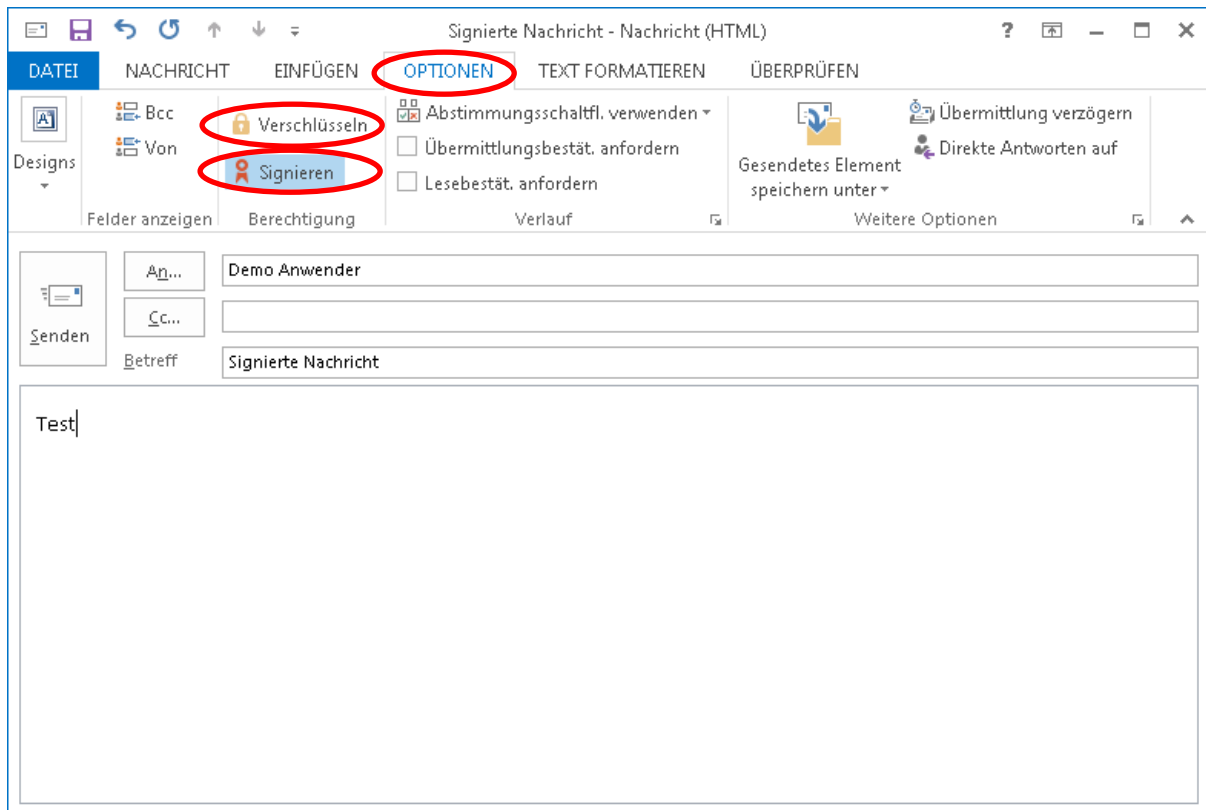 Signierte Nachricht - Nachricht (HTML)
DATEI NACHRICHT EINFÜGEN OPTIONEN TEXT FORMATIEREN ÜBERPRÜFEN
Designs
Bcc
Von
Felder anzeigen
Verschlüsseln
Signieren
Berechtigung
Abstimmungsschaltfl. verwenden
Übermittlungsbestät. anfordern
Lesebestät. anfordern
Verlauf
Gesendetes Element
speichern unter
Übermittlung verzögern
Direkte Antworten auf
Weitere Optionen
Senden
An... Demo Anwender
Cc...
Betreff Signierte Nachricht
Test